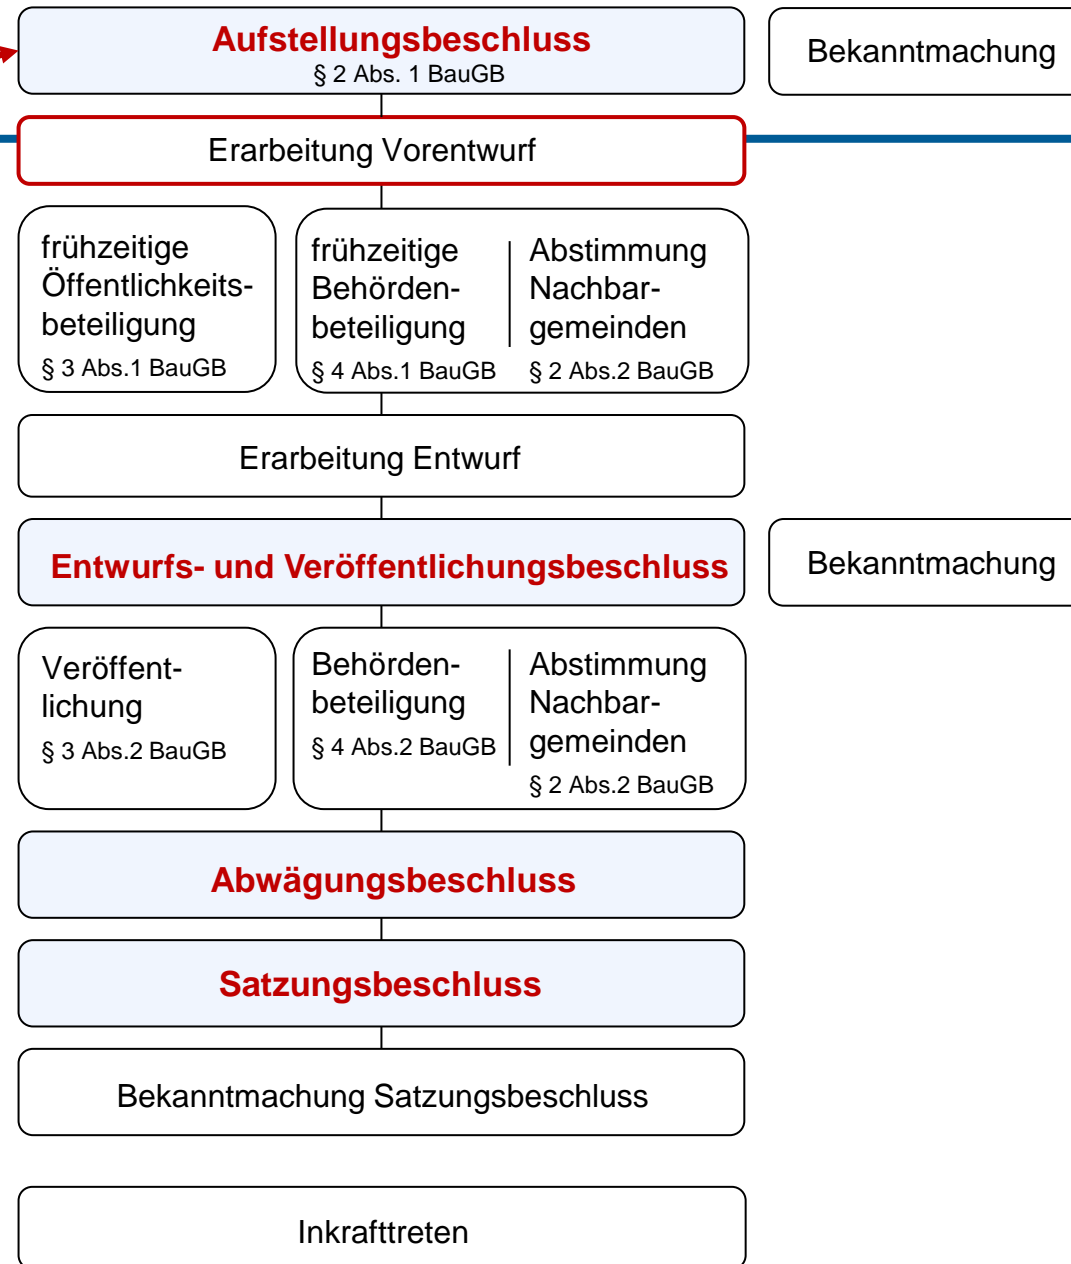 Aufstellungsbeschluss
§ 2 Abs. 1 BauGB
Bekanntmachung
Erarbeitung Vorentwurf
frühzeitige
Öffentlichkeits-
beteiligung
§ 3 Abs.1 BauGB
frühzeitige
Behörden-
beteiligung
§ 4 Abs.1 BauGB
Abstimmung
Nachbar-
gemeinden
§ 2 Abs.2 BauGB
Erarbeitung Entwurf
Entwurfs- und Veröffentlichungsbeschluss
Bekanntmachung
Veröffent-
lichung
§ 3 Abs.2 BauGB
Behörden-
beteiligung
§ 4 Abs.2 BauGB
Abstimmung
Nachbar-
gemeinden
§ 2 Abs.2 BauGB
Abwägungsbeschluss
Satzungsbeschluss
Bekanntmachung Satzungsbeschluss
Inkrafttreten